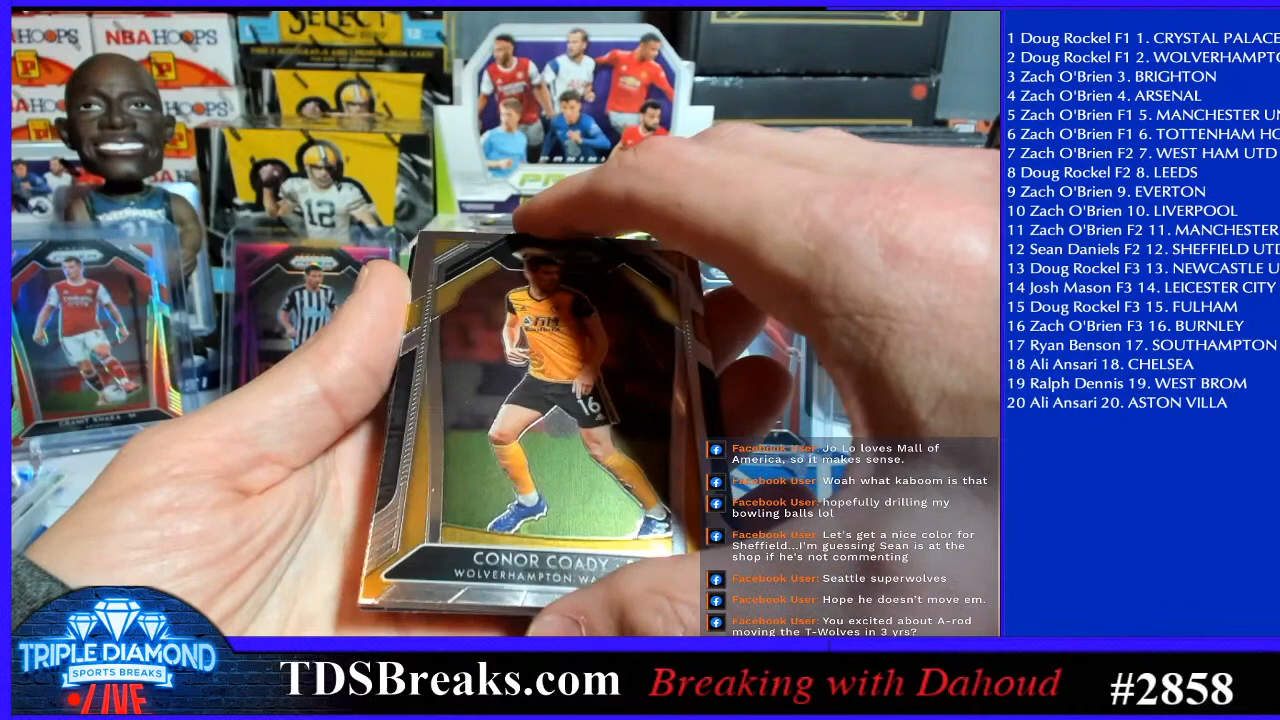 HOOPS
NBA HOOPS
SELECT
12
PANINI
12
1 Doug Rockel F1 1. CRYSTAL PALACE
2 Doug Rockel F1 2. WOLVERHAMPTO
3 Zach O'Brien 3. BRIGHTON
4 Zach O'Brien 4. ARSENAL
5 Zach O'Brien F1 5. MANCHESTER UN
6 Zach O'Brien F1 6. TOTTENHAM HO
7 Zach O'Brien F2 7. WEST HAM UTD
8 Doug Rockel F2 8. LEEDS
9 Zach O'Brien 9. EVERTON
10 Zach O'Brien 10. LIVERPOOL
11 Zach O'Brien F2 11. MANCHESTER
12 Sean Daniels F2 12. SHEFFIELD UTD
13 Doug Rockel F3 13. NEWCASTLE U
14 Josh Mason F3 14. LEICESTER CITY
15 Doug Rockel F3 15. FULHAM
16 Zach O'Brien F3 16. BURNLEY
17 Ryan Benson 17. SOUTHAMPTON
18 Ali Ansari 18. CHELSEA
19 Ralph Dennis 19. WEST BROM
20 Ali Ansari 20. ASTON VILLA
16
CONOR COADY
WOLVERHAMPTON WA
GRANIT XHAKA
Facebook User: Jo Lo loves Mall of
America, so it makes sense.
Facebook User: Woah what kaboom is that
Facebook User: hopefully drilling my
bowling balls lol
Facebook User: Let's get a nice color for
Sheffield...I'm guessing Sean is at the
shop if he's not commenting
Facebook User: Seattle superwolves
Facebook User: Hope he doesn't move em.
Facebook User: You excited about A-rod
moving the T-Wolves in 3 yrs?
TRIPLE DIAMOND
SPORTS BREAKS
LIVE
TDSBreaks.com
Breaking with Dahoud
#2858